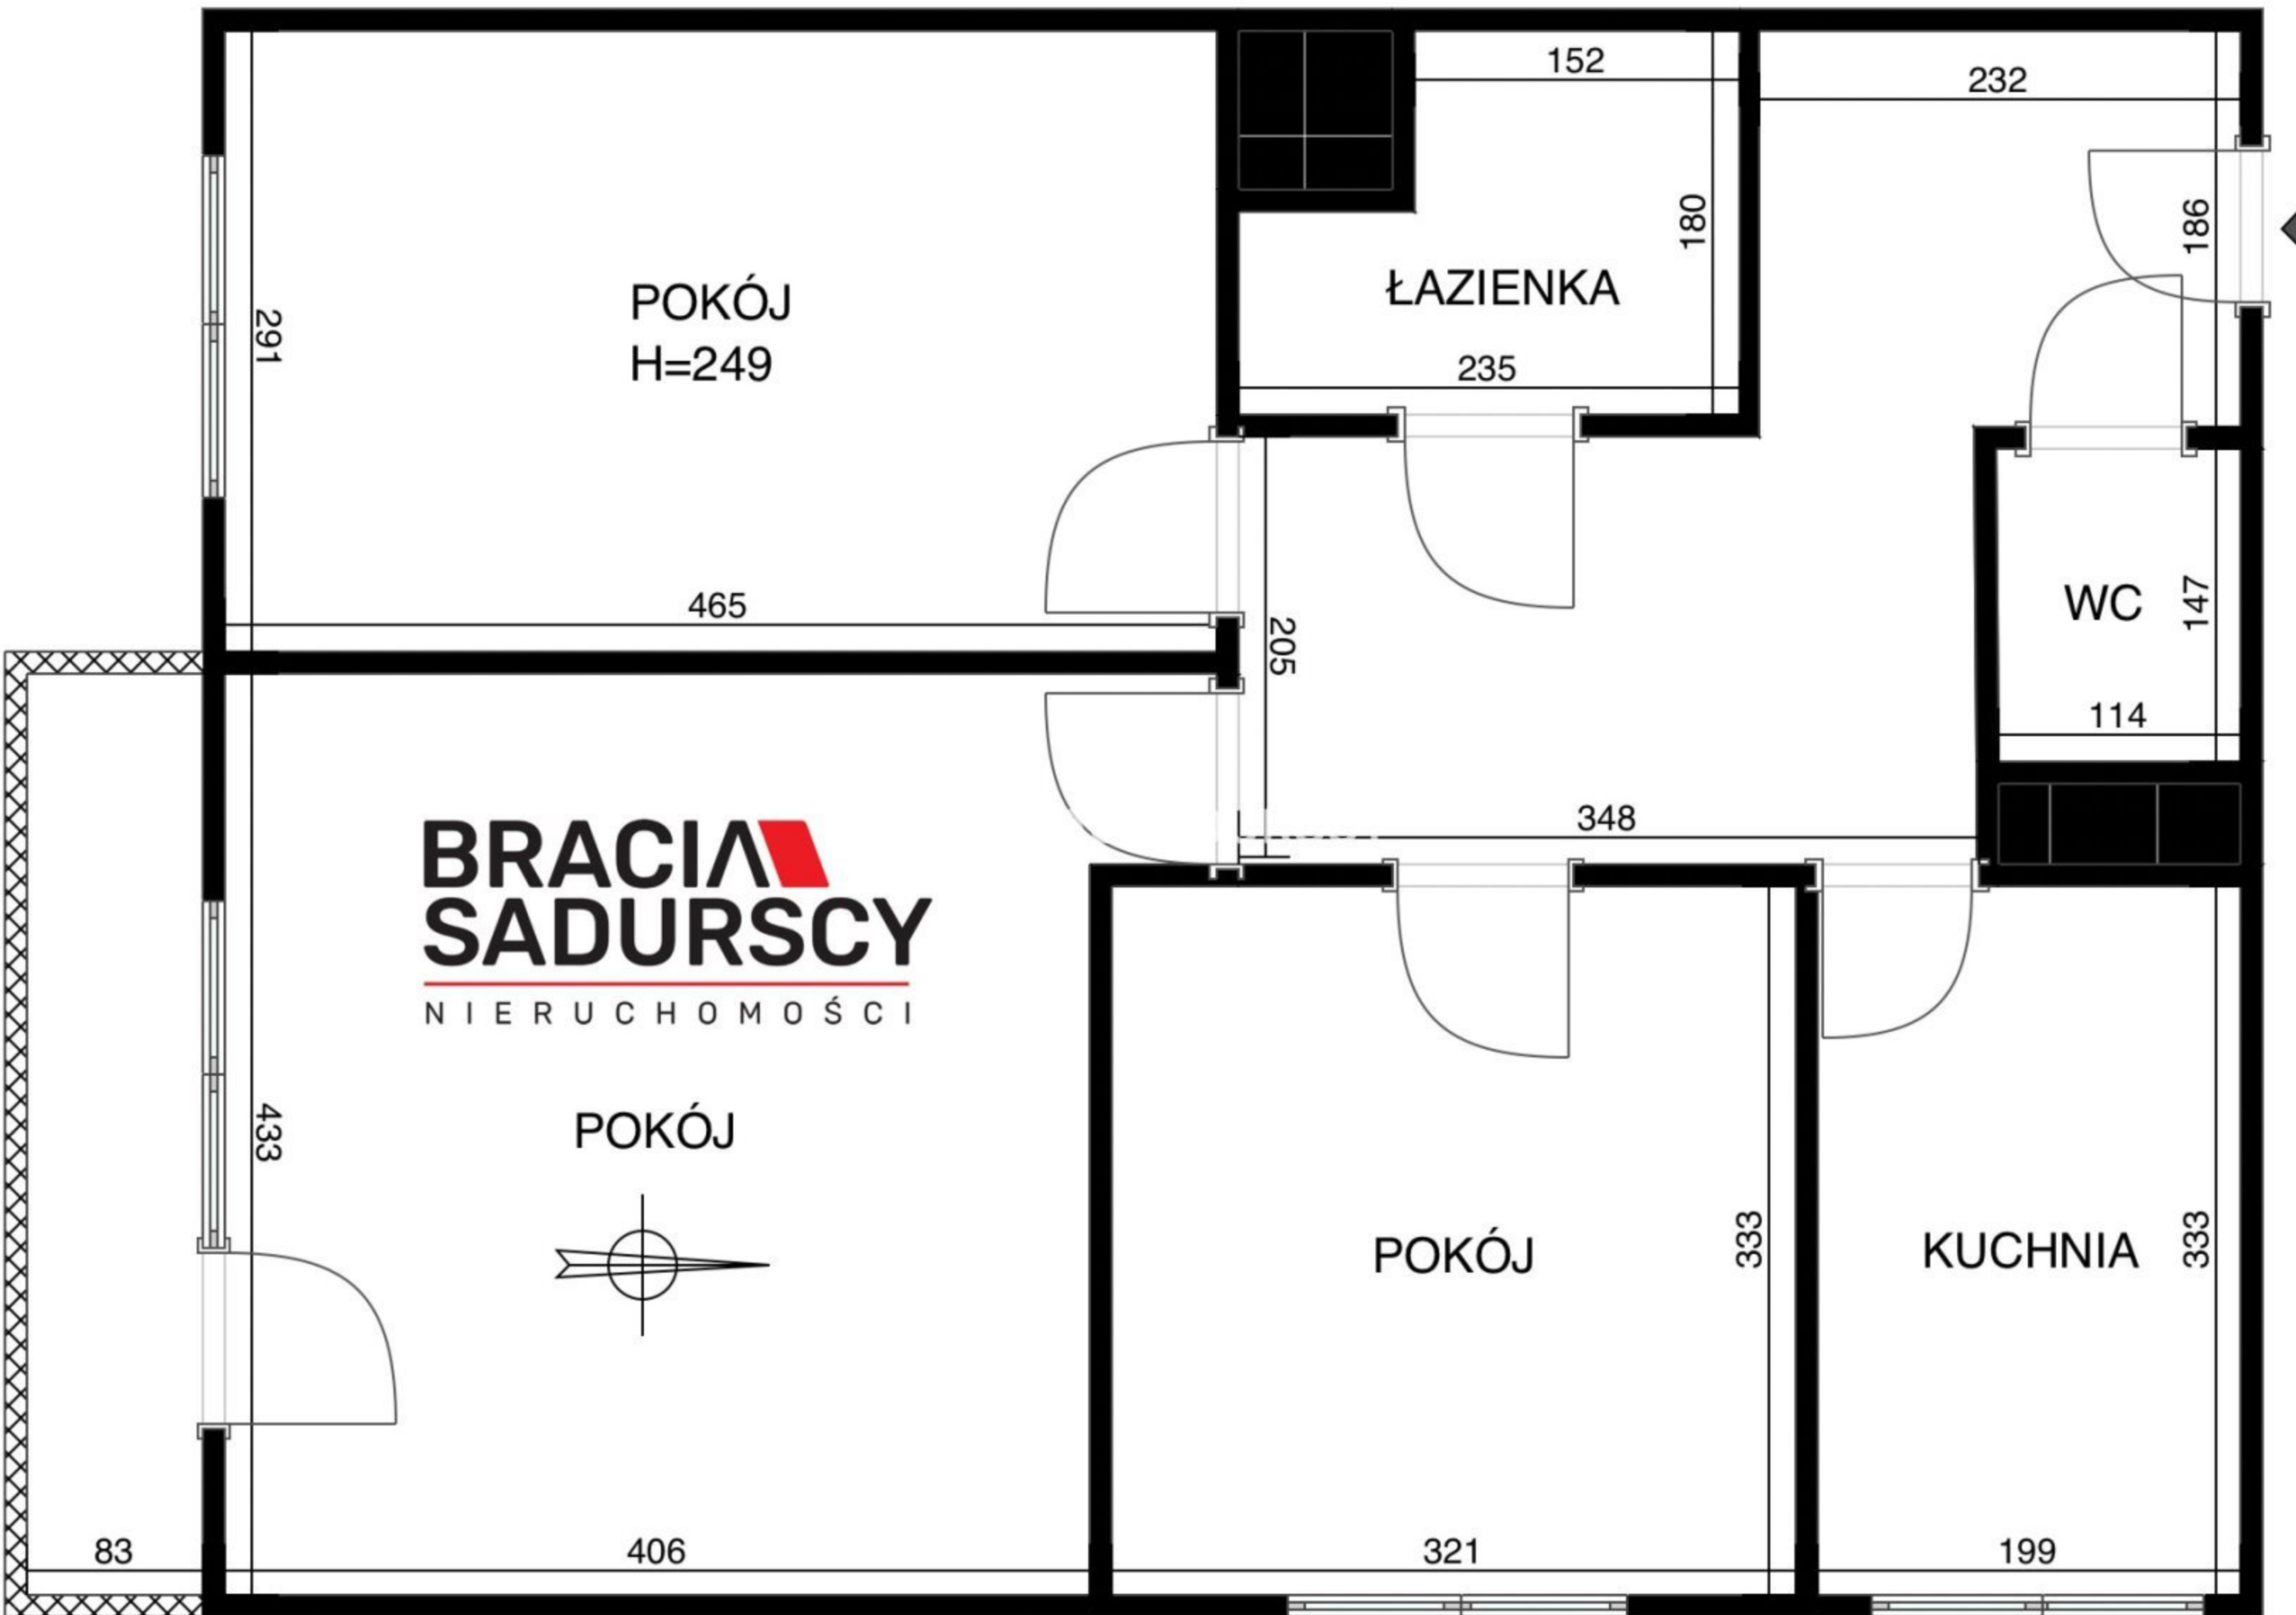 152
232
180
186
POKÓJ
H=249
291
ŁAZIENKA
235
465
205
WC
147
114
348
BRACIA
SADURSCY
NIERUCHOMOŚCI
433
POKÓJ
POKÓJ
333
KUCHNIA
333
83
406
321
199